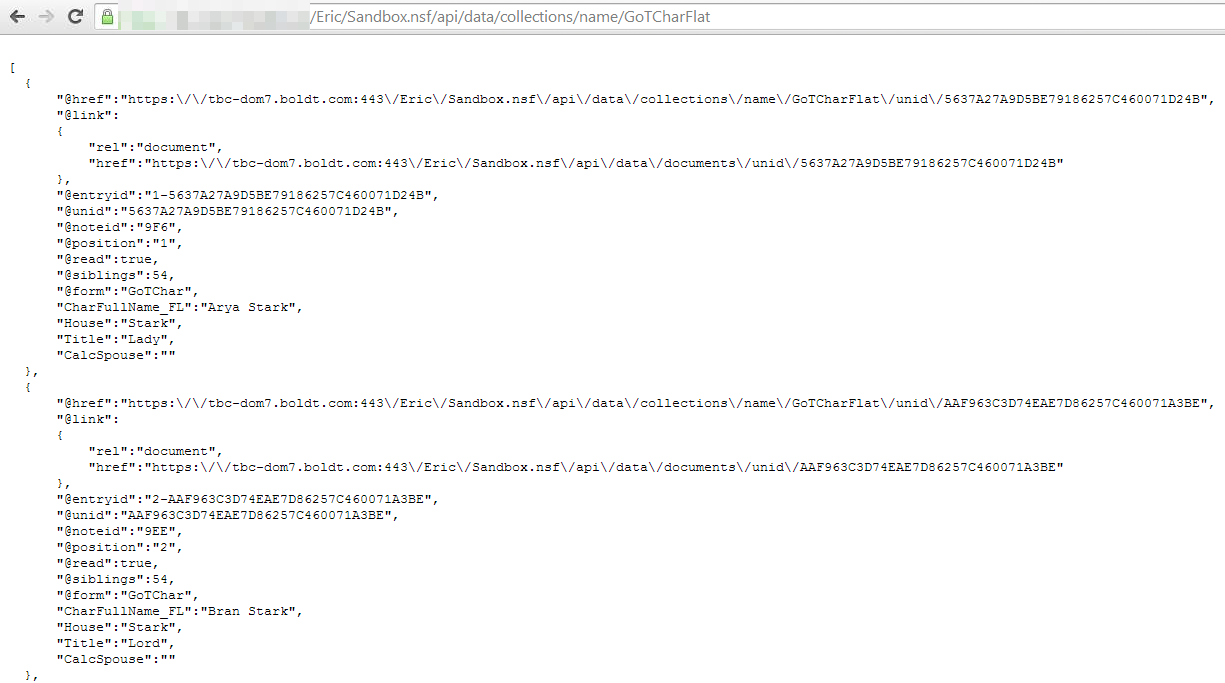 /Eric/Sandbox.nsf/api/data/collections/name/GoTCharFlat
[
{
"@href":"https:\/\/tbc-dom7.boldt.com:443\/Eric\/Sandbox.nsf\/api\/data\/collections\/name\/GoTCharFlat\/unid\/5637A27A9D5BE79186257C460071D24B",
"@link":
{
"rel":"document",
"href":"https:\/\/tbc-dom7.boldt.com:443\/Eric\/Sandbox.nsf\/api\/data\/documents\/unid\/5637A27A9D5BE79186257C460071D24B"
},
"@entryid":"1-5637A27A9D5BE79186257C460071D24B",
"@unid":"5637A27A9D5BE79186257C460071D24B",
"@noteid":"9F6",
"@position":"1",
"@read":true,
"@siblings":54,
"@form":"GoTChar",
"CharFullName_FL":"Arya Stark",
"House":"Stark",
"Title":"Lady",
"CalcSpouse":""
},
{
"@href":"https:\/\/tbc-dom7.boldt.com:443\/Eric\/Sandbox.nsf\/api\/data\/collections\/name\/GoTCharFlat\/unid\/AAF963C3D74EAE7D86257C460071A3BE",
"@link":
{
"rel":"document",
"href":"https:\/\/tbc-dom7.boldt.com:443\/Eric\/Sandbox.nsf\/api\/data\/documents\/unid\/AAF963C3D74EAE7D86257C460071A3BE"
},
"@entryid":"2-AAF963C3D74EAE7D86257C460071A3BE",
"@unid":"AAF963C3D74EAE7D86257C460071A3BE",
"@noteid":"9EE",
"@position":"2",
"@read":true,
"@siblings":54,
"@form":"GoTChar",
"CharFullName_FL":"Bran Stark",
"House":"Stark",
"Title":"Lord",
"CalcSpouse":""
},